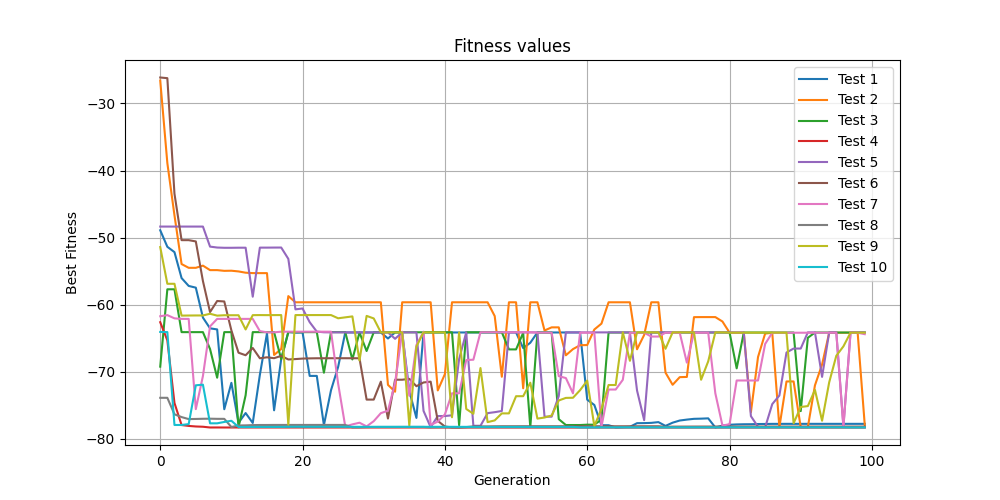 Fitness values
Best Fitness
−30
−40
−50
−60
−70
−80
0
20
40
60
80
100
Generation
Test 1
Test 2
Test 3
Test 4
Test 5
Test 6
Test 7
Test 8
Test 9
Test 10